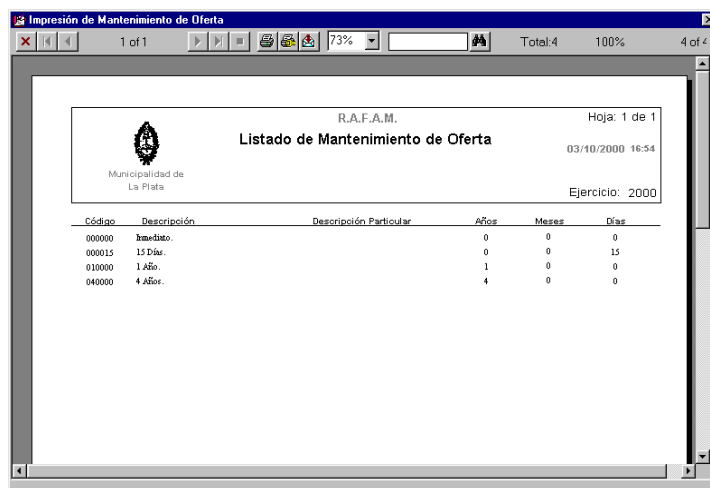 Impresión de Mantenimiento de Oferta
1 of 1 73% Total:4 100% 4 of 4
R.A.F.A.M. Hoja: 1 de 1
Listado de Mantenimiento de Oferta
03/10/2000 16:54
Municipalidad de
La Plata
Ejercicio: 2000
Código Descripción Descripción Particular Años Meses Días
000000 Inmediato. 0 0 0
000015 15 Días. 0 0 15
010000 1 Año. 1 0 0
040000 4 Años. 4 0 0